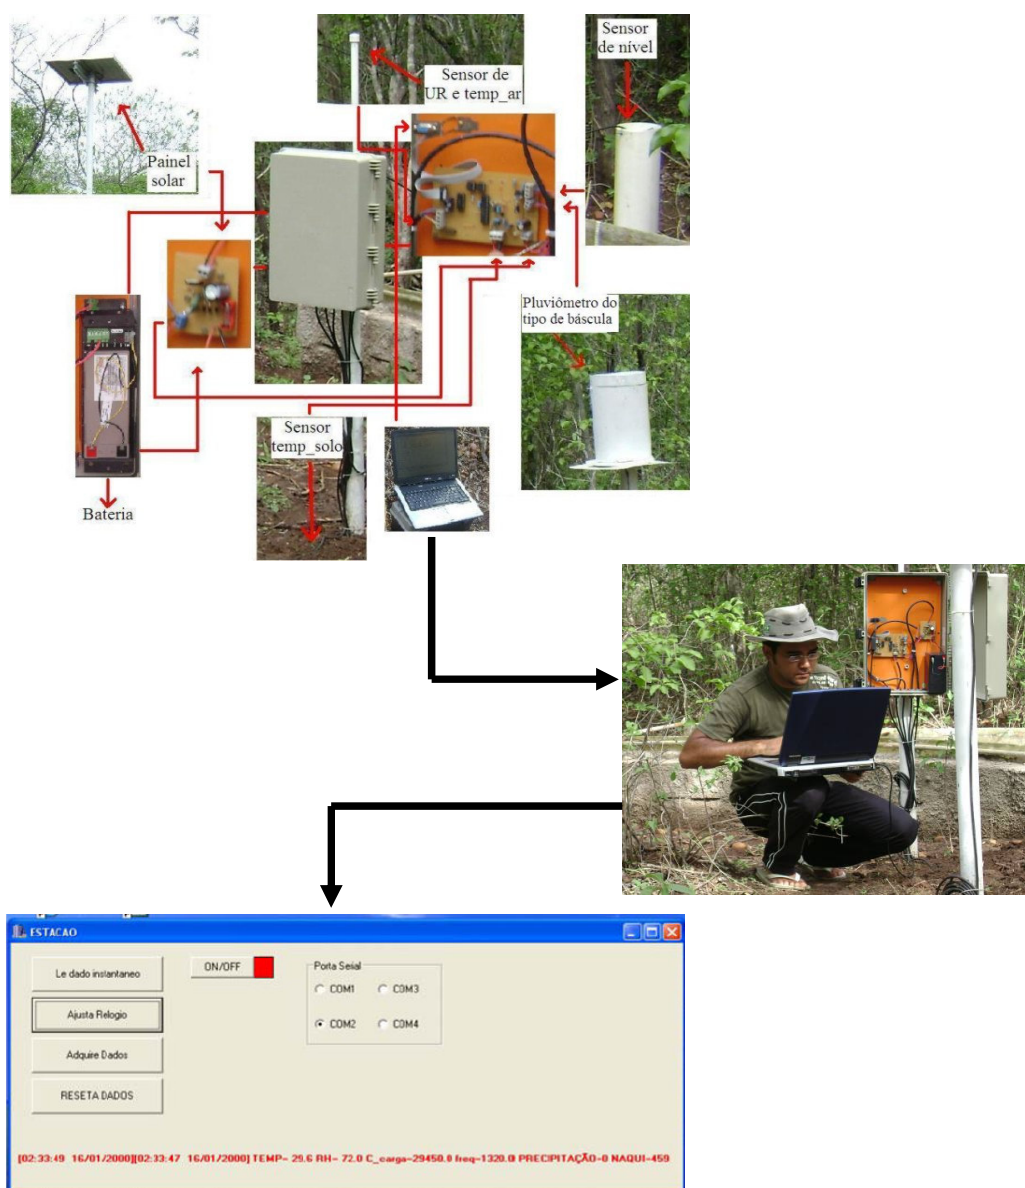 Sensor
de nível
Sensor de
UR e temp_ar
Painel
solar
Pluviômetro do
tipo de báscula
Sensor
temp_solo
Bateria
ESTACAO
Le dado instantaneo
ON/OFF
Porta Serial
COM1
COM3
Ajusta Relogio
COM2
COM4
Adquire Dados
RESETA DADOS
[02:33:49 16/01/2000][02:33:47 16/01/2000] TEMP= 29.6 RH= 72.0 C_carga=29450.0 freq=1320.0 PRECIPITAÇÃO=0 NAQUI=459